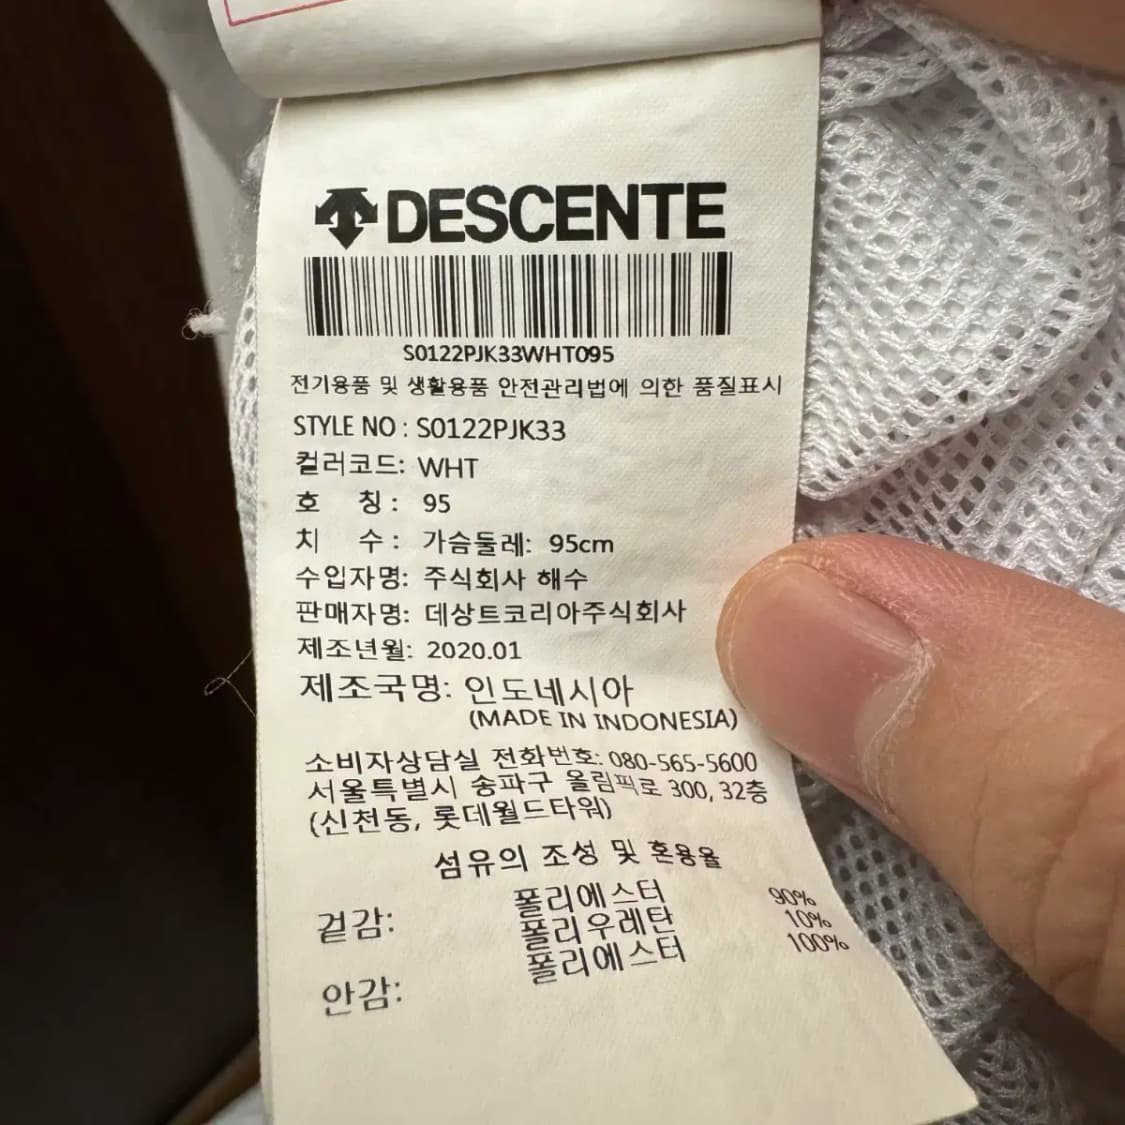 DESCENTE
S0122PJK33WHT095
전기용품 및 생활용품 안전관리법에 의한 품질표시
STYLE NO : S0122PJK33
컬러코드: WHT
호 칭 : 95
치 수 : 가슴둘레: 95cm
수입자명: 주식회사 해수
판매자명: 데상트코리아주식회사
제조년월: 2020.01
제조국명: 인도네시아
(MADE IN INDONESIA)
소비자상담실 전화번호: 080-565-5600
서울특별시 송파구 올림픽로 300, 32층
(신천동, 롯데월드타워)
섬유의 조성 및 혼용율
겉감: 폴리에스터 90%
폴리우레탄 10%
안감: 폴리에스터 100%